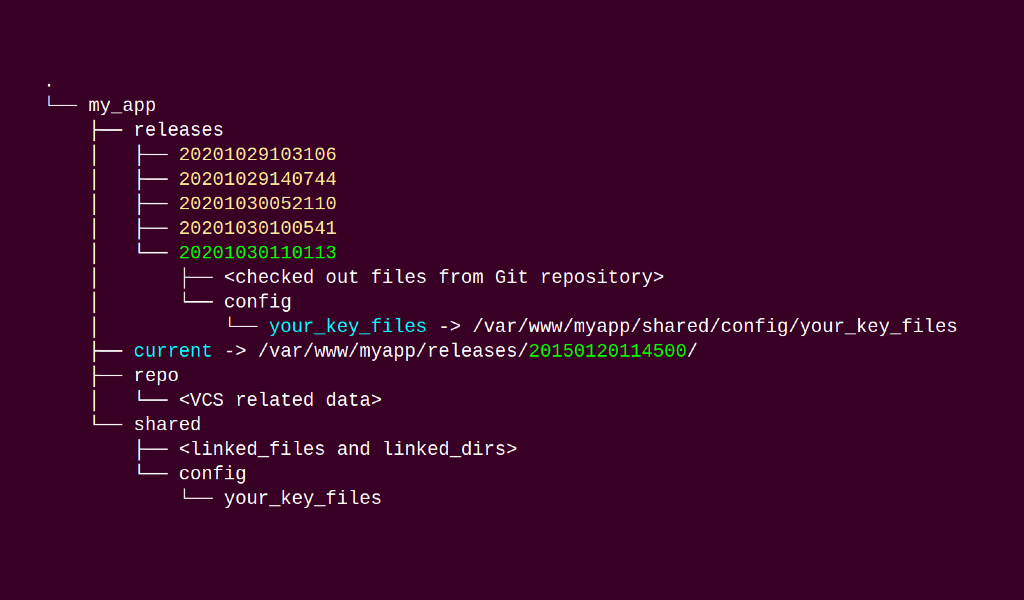 .
└── my_app
    ├── releases
    │   ├── 20201029103106
    │   ├── 20201029140744
    │   ├── 20201030052110
    │   ├── 20201030100541
    │   └── 20201030110113
    │       ├── <checked out files from Git repository>
    │       └── config
    │           └── your_key_files -> /var/www/myapp/shared/config/your_key_files
    ├── current -> /var/www/myapp/releases/20150120114500/
    ├── repo
    │   └── <VCS related data>
    └── shared
        ├── <linked_files and linked_dirs>
        └── config
            └── your_key_files